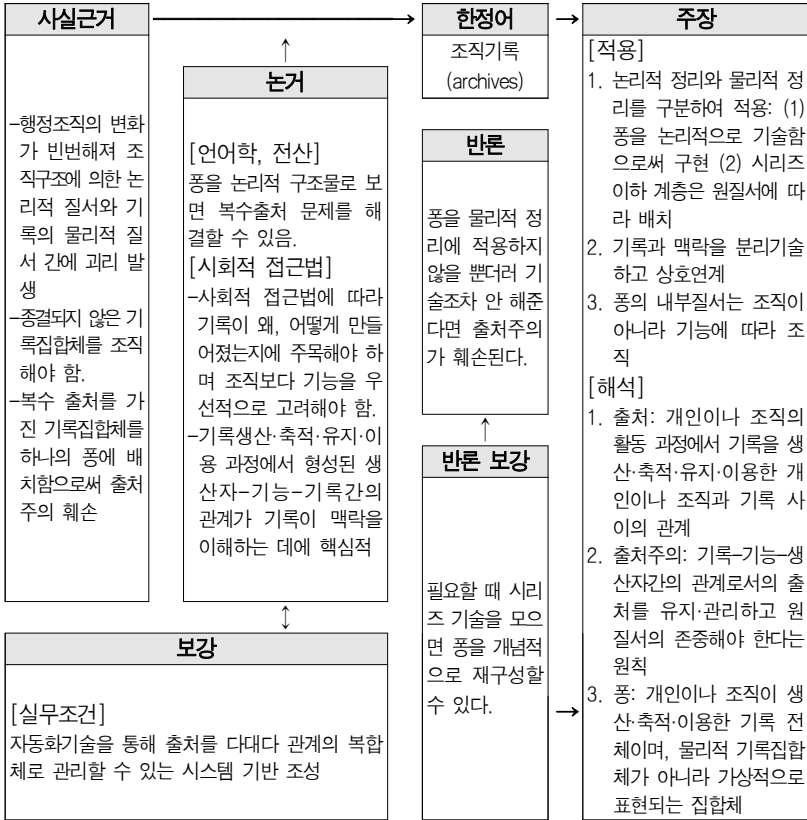 사실근거
-행정조직의 변화
가 빈번해져 조
직구조에 의한 논
리적 질서와 기
록의 물리적 질
서 간에 괴리 발
생
-종결되지 않은 기
록집합체를 조직
해야 함.
-복수 출처를 가
진 기록집합체를
하나의 퐁에 배
치함으로써 출처
주의 훼손
논거
[언어학, 전산]
퐁을 논리적 구조물로 보
면 복수출처 문제를 해
결할 수 있음.
[시회적 접근법]
-사회적 접근법에 따라
기록이 왜, 어떻게 만들
어졌는지에 주목해야 하
며 조직보다 기능을 우
선적으로 고려해야 함.
-기록생산·축적·유지·이
용 과정에서 형성된 생
산자-기능-기록간의
관계가 기록이 맥락을
이해하는 데에 핵심적
보강
[실무조건]
자동화기술을 통해 출처를 다대다 관계의 복합
체로 관리할 수 있는 시스템 기반 조성
한정어
조직기록
(archives)
반론
퐁을 물리적 정
리에 적용하지
않을 뿐더러 기
술조차 안 해준
다면 출처주의
가 훼손된다.
반론 보강
필요할 때 시리
즈 기술을 모으
면 퐁을 개념적
으로 재구성할
수 있다.
주장
[적용]
1. 논리적 정리와 물리적 정
리를 구분하여 적용: (1)
퐁을 논리적으로 기술함
으로써 구현 (2) 시리즈
이하 계층은 원질서에 따
라 배치
2. 기록과 맥락을 분리기술
하고 상호연계
3. 퐁의 내부질서는 조직이
아니라 기능에 따라 조
직
[해석]
1. 출처: 개인이나 조직의
활동 과정에서 기록을 생
산·축적·유지·이용한 개
인이나 조직과 기록 사
이의 관계
2. 출처주의: 기록-기능-생
산자간의 관계로서의 출
처를 유지·관리하고 원
질서의 존중해야 한다는
원칙
3. 퐁: 개인이나 조직이 생
산·축적·이용한 기록 전
체이며, 물리적 기록집합
체가 아니라 가상적으로
표현되는 집합체